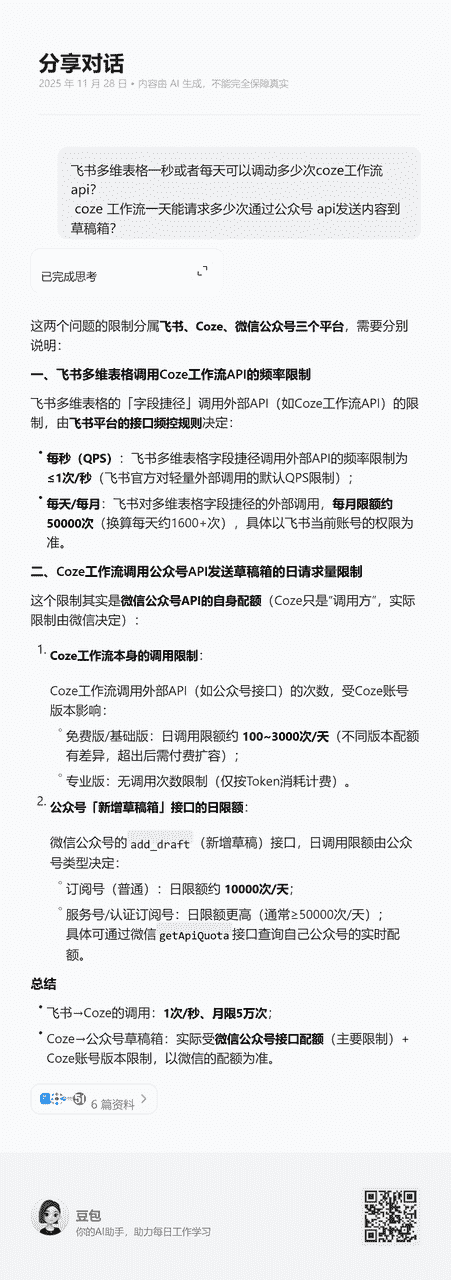 分享对话
2025 年 11 月 28 日 • 内容由 AI 生成，不能完全保障真实
飞书多维表格一秒或者每天可以调动多少次coze工作流
api？
coze 工作流一天能请求多少次通过公众号 api发送内容到
草稿箱？
已完成思考
这两个问题的限制分属飞书、Coze、微信公众号三个平台，需要分别
说明：
一、飞书多维表格调用Coze工作流API的频率限制
飞书多维表格的「字段捷径」调用外部API（如Coze工作流API）的限
制，由飞书平台的接口频控规则决定：
• 每秒（QPS）：飞书多维表格字段捷径调用外部API的频率限制为
≤1次/秒（飞书官方对轻量外部调用的默认QPS限制）；
• 每天/每月：飞书对多维表格字段捷径的外部调用，每月限额约
50000次（换算每天约1600+次），具体以飞书当前账号的权限为
准。
二、Coze工作流调用公众号API发送草稿箱的日请求量限制
这个限制其实是微信公众号API的自身配额（Coze只是“调用方”，实际
限制由微信决定）：
1. Coze工作流本身的调用限制：
Coze工作流调用外部API（如公众号接口）的次数，受Coze账号
版本影响：
◦ 免费版/基础版：日调用限额约 100~3000次/天（不同版本配额
有差异，超出后需付费扩容）；
◦ 专业版：无调用次数限制（仅按Token消耗计费）。
2. 公众号「新增草稿箱」接口的日限额：
微信公众号的 add_draft（新增草稿）接口，日调用限额由公众
号类型决定：
◦ 订阅号（普通）：日限额约 10000次/天；
◦ 服务号/认证订阅号：日限额更高（通常≥50000次/天）；
具体可通过微信 getApiQuota 接口查询自己公众号的实时配
额。
总结
• 飞书→Coze的调用：1次/秒、月限5万次；
• Coze→公众号草稿箱：实际受微信公众号接口配额（主要限制）+
Coze账号版本限制，以微信的配额为准。
6 篇资料
豆包
你的AI助手，助力每日工作学习